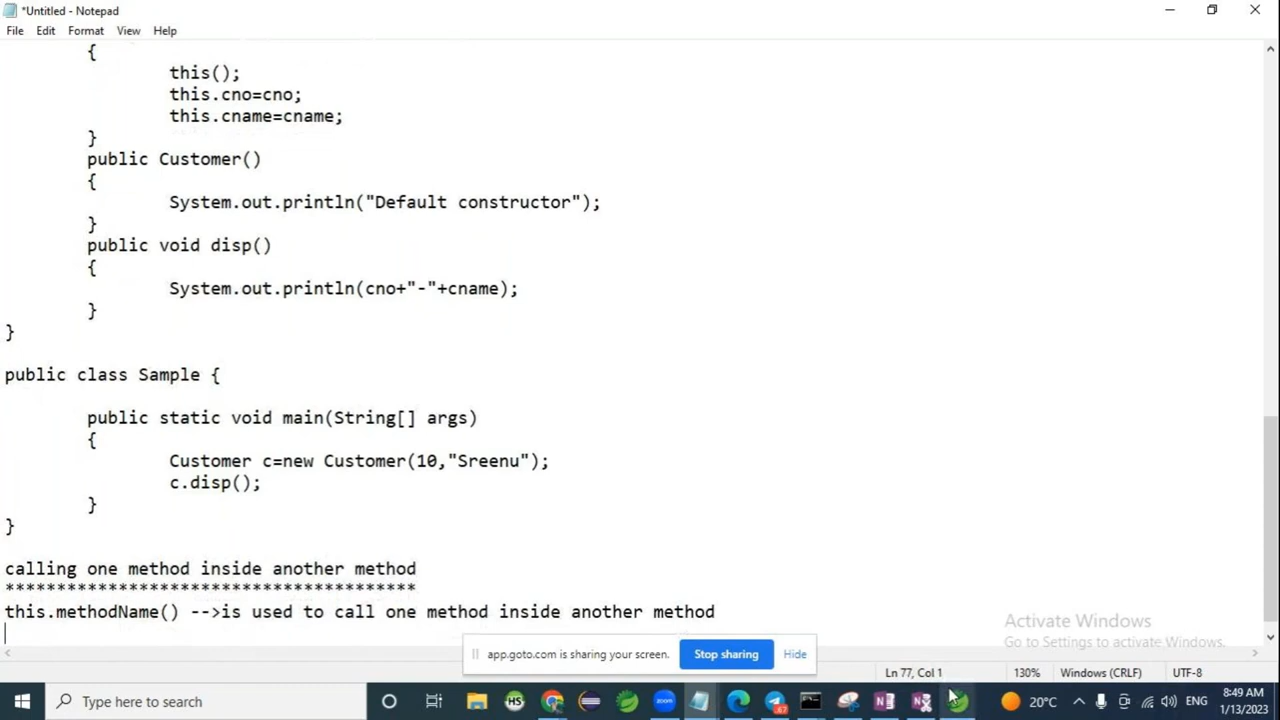 *Untitled - Notepad
File Edit Format View Help
{
this();
this.cno=cno;
this.cname=cname;
}
public Customer()
{
System.out.println("Default constructor");
}
public void disp()
{
System.out.println(cno+"-"+cname);
}
}
public class Sample {
public static void main(String[] args)
{
Customer c=new Customer(10,"Sreenu");
c.disp();
}
}
calling one method inside another method
****************************************
this.methodName() -->is used to call one method inside another method
Activate Windows
Go to Settings to activate Windows.
app.goto.com is sharing your screen. Stop sharing Hide
Ln 77, Col 1 130% Windows (CRLF) UTF-8
Type here to search HS zoom 67 20°C ENG 8:49 AM
1/13/2023